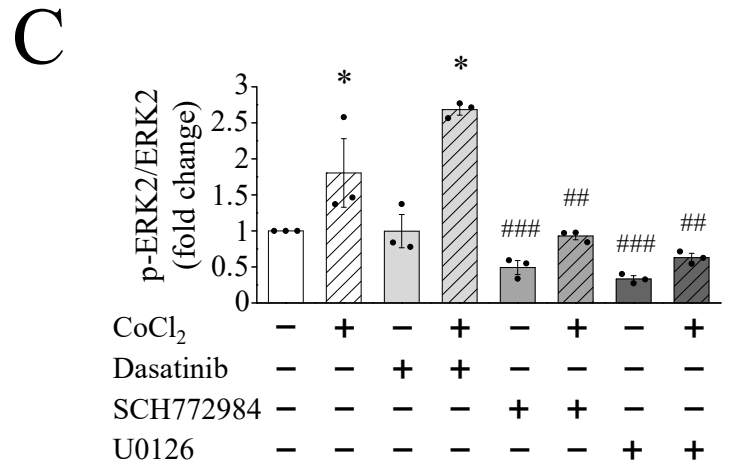 C
p-ERK2/ERK2
(fold change)
3
2.5
2
1.5
1
0.5
0
* *
### ## ### ##
CoCl₂ − + − + − + − +
Dasatinib − − + + − − − −
SCH772984 − − − − + + − −
U0126 − − − − − − + +